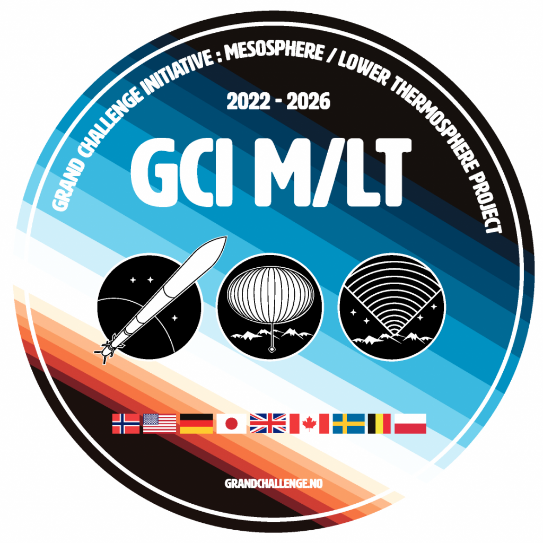 GRAND CHALLENGE INITIATIVE : MESOSPHERE / LOWER THERMOSPHERE PROJECT
2022 - 2026
GCI M/LT
GRANDCHALLENGE.NO